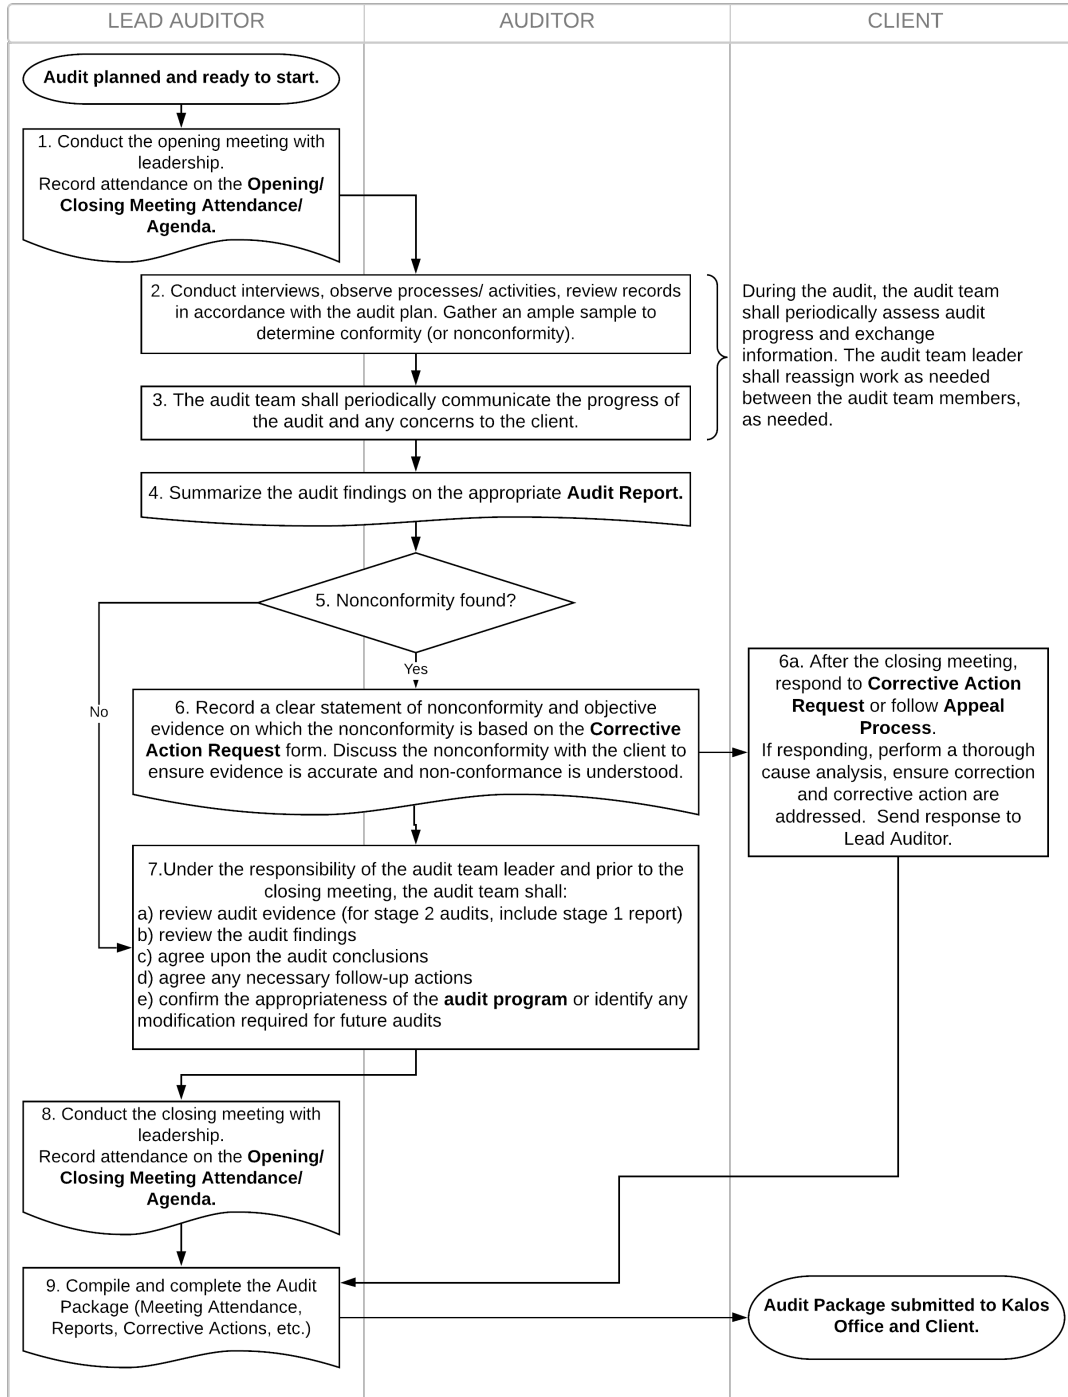 LEAD AUDITOR
AUDITOR
CLIENT
Audit planned and ready to start.
1. Conduct the opening meeting with
leadership.
Record attendance on the Opening/
Closing Meeting Attendance/
Agenda.
2. Conduct interviews, observe processes/ activities, review records
in accordance with the audit plan. Gather an ample sample to
determine conformity (or nonconformity).
3. The audit team shall periodically communicate the progress of
the audit and any concerns to the client.
During the audit, the audit team
shall periodically assess audit
progress and exchange
information. The audit team leader
shall reassign work as needed
between the audit team members,
as needed.
4. Summarize the audit findings on the appropriate Audit Report.
5. Nonconformity found?
Yes
No
6. Record a clear statement of nonconformity and objective
evidence on which the nonconformity is based on the Corrective
Action Request form. Discuss the nonconformity with the client to
ensure evidence is accurate and non-conformance is understood.
6a. After the closing meeting,
respond to Corrective Action
Request or follow Appeal
Process.
If responding, perform a thorough
cause analysis, ensure correction
and corrective action are
addressed.  Send response to
Lead Auditor.
7.Under the responsibility of the audit team leader and prior to the
closing meeting, the audit team shall:
a) review audit evidence (for stage 2 audits, include stage 1 report)
b) review the audit findings
c) agree upon the audit conclusions
d) agree any necessary follow-up actions
e) confirm the appropriateness of the audit program or identify any
modification required for future audits
8. Conduct the closing meeting with
leadership.
Record attendance on the Opening/
Closing Meeting Attendance/
Agenda.
9. Compile and complete the Audit
Package (Meeting Attendance,
Reports, Corrective Actions, etc.)
Audit Package submitted to Kalos
Office and Client.